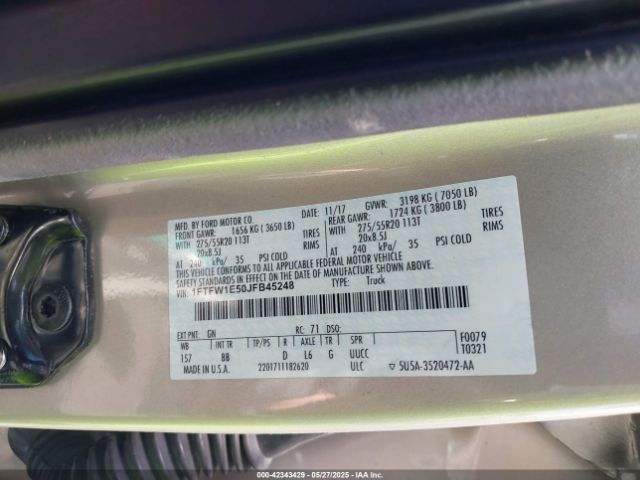 MFD. BY FORD MOTOR CO.
11/17 GVWR: 3198 KG ( 7050 LB)
FRONT GAWR: 1656 KG ( 3650 LB)
REAR GAWR: 1724 KG ( 3800 LB)
WITH 275/55R20 113T TIRES
WITH 275/55R20 113T TIRES
20x8.5J RIMS
20x8.5J RIMS
AT 240 kPa/ 35 PSI COLD
AT 240 kPa/ 35 PSI COLD
THIS VEHICLE CONFORMS TO ALL APPLICABLE FEDERAL MOTOR VEHICLE
SAFETY AND THEFT PREVENTION STANDARDS IN EFFECT ON THE DATE OF MANUFACTURE SHOWN ABOVE.
VIN: 1FTFW1E50JFB45248 TYPE: Truck
EXT PNT: GN RC: 71 DSO:
WB INT TR TP/PS R AXLE TR SPR
157 BB D L6 G UUCC
F0079
T0321
MADE IN U.S.A. 2201711182620 ULC
5U5A-3520472-AA
000-42343429 - 05/27/2025 - IAAI.COM